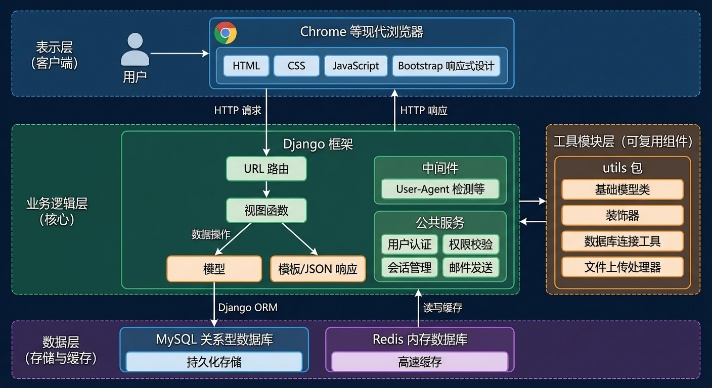 表示层
（客户端）
用户
Chrome 等现代浏览器
HTML
CSS
JavaScript
Bootstrap 响应式设计
HTTP 请求
HTTP 响应
业务逻辑层
（核心）
Django 框架
URL 路由
视图函数
数据操作
模型
模板/JSON 响应
中间件
User-Agent 检测等
公共服务
用户认证
权限校验
会话管理
邮件发送
工具模块层（可复用组件）
utils 包
基础模型类
装饰器
数据库连接工具
文件上传处理器
Django ORM
读写缓存
数据层
（存储与缓存）
MySQL 关系型数据库
持久化存储
Redis 内存数据库
高速缓存